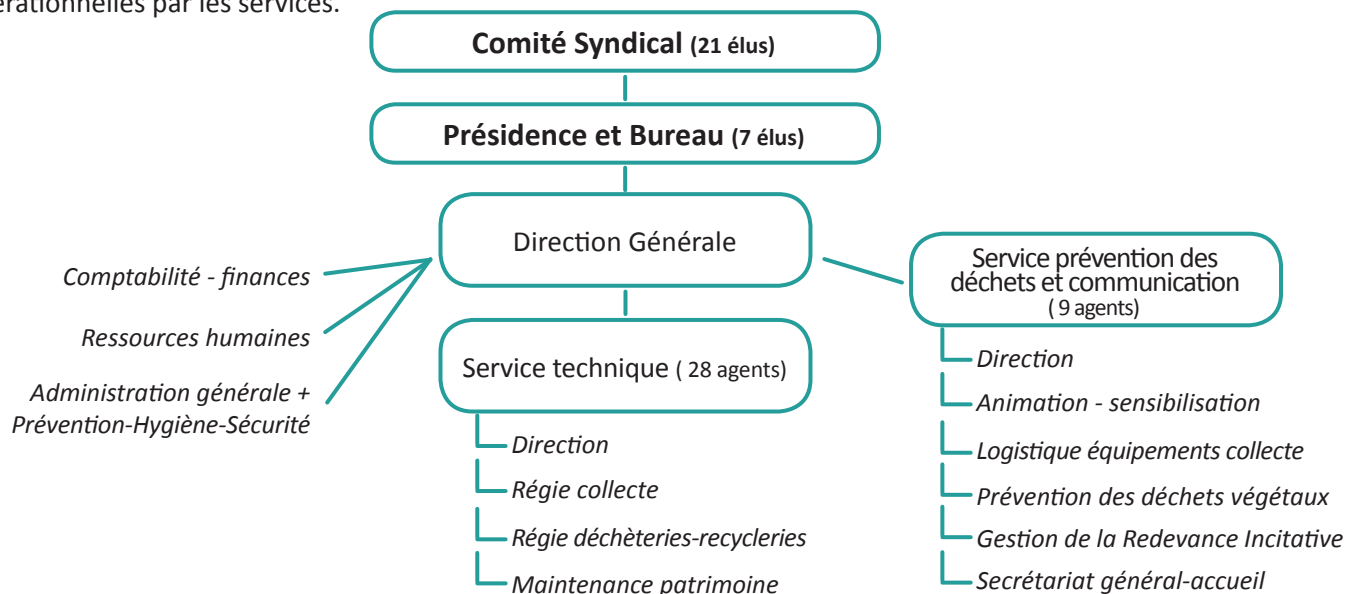 par les services.
Comité Syndical (21 élus)
Présidence et Bureau (7 élus)
Direction Générale
Comptabilité - finances
Ressources humaines
Administration générale +
Prévention-Hygiène-Sécurité
Service technique ( 28 agents)
Direction
Régie collecte
Régie déchèteries-recycleries
Maintenance patrimoine
Service prévention des
déchets et communication
( 9 agents)
Direction
Animation - sensibilisation
Logistique équipements collecte
Prévention des déchets végétaux
Gestion de la Redevance Incitative
Secrétariat général-accueil